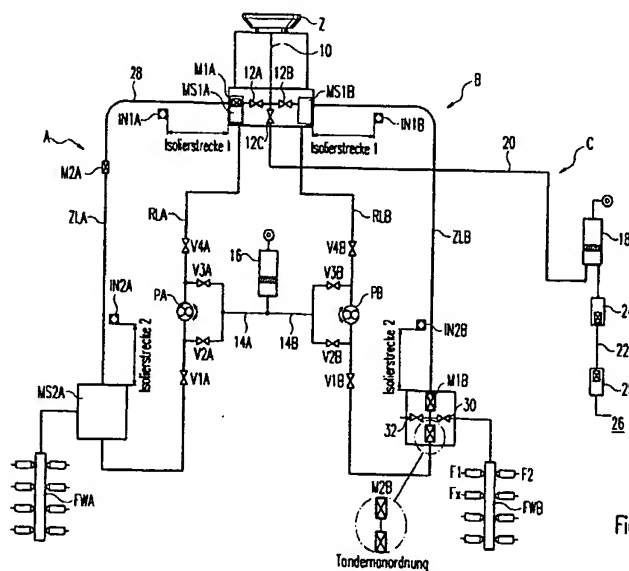 Z
10
28
M1A
12A
12B
MS1A
MS1B
B
A
IN1A
12C
IN1B
Isolierstrecke 1
Isolierstrecke 1
20
C
M2A
RLA
RLB
ZLA
ZLB
18
V4A
16
V4B
V3A
V3B
IN2A
PA
PB
24
IN2B
Isolierstrecke 2
14A
14B
22
V2A
V2B
Isolierstrecke 2
MS2A
V1A
V1B
M1B
30
26
32
F1
F2
Fx
FWA
M2B
FWB
Tandemanordnung